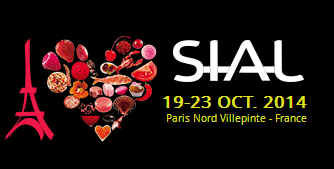 SIAL
19-23 OCT. 2014
Paris Nord Villepinte - France